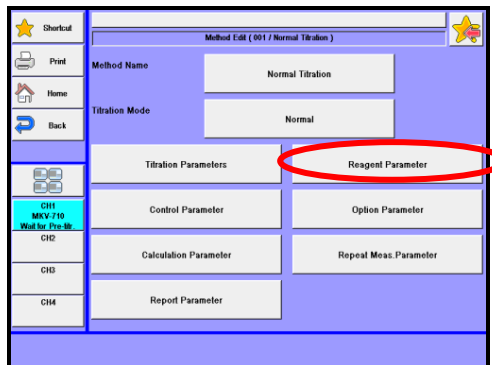 Shortcut
Method Edit ( 001 / Normal Titration )
Print
Method Name
Normal Titration
Home
Titration Mode
Normal
Back
Titration Parameters
Reagent Parameter
Control Parameter
Option Parameter
CH1
MKV-710
Wait for Pre-titr.
CH2
Calculation Parameter
Repeat Meas.Parameter
CH3
CH4
Report Parameter